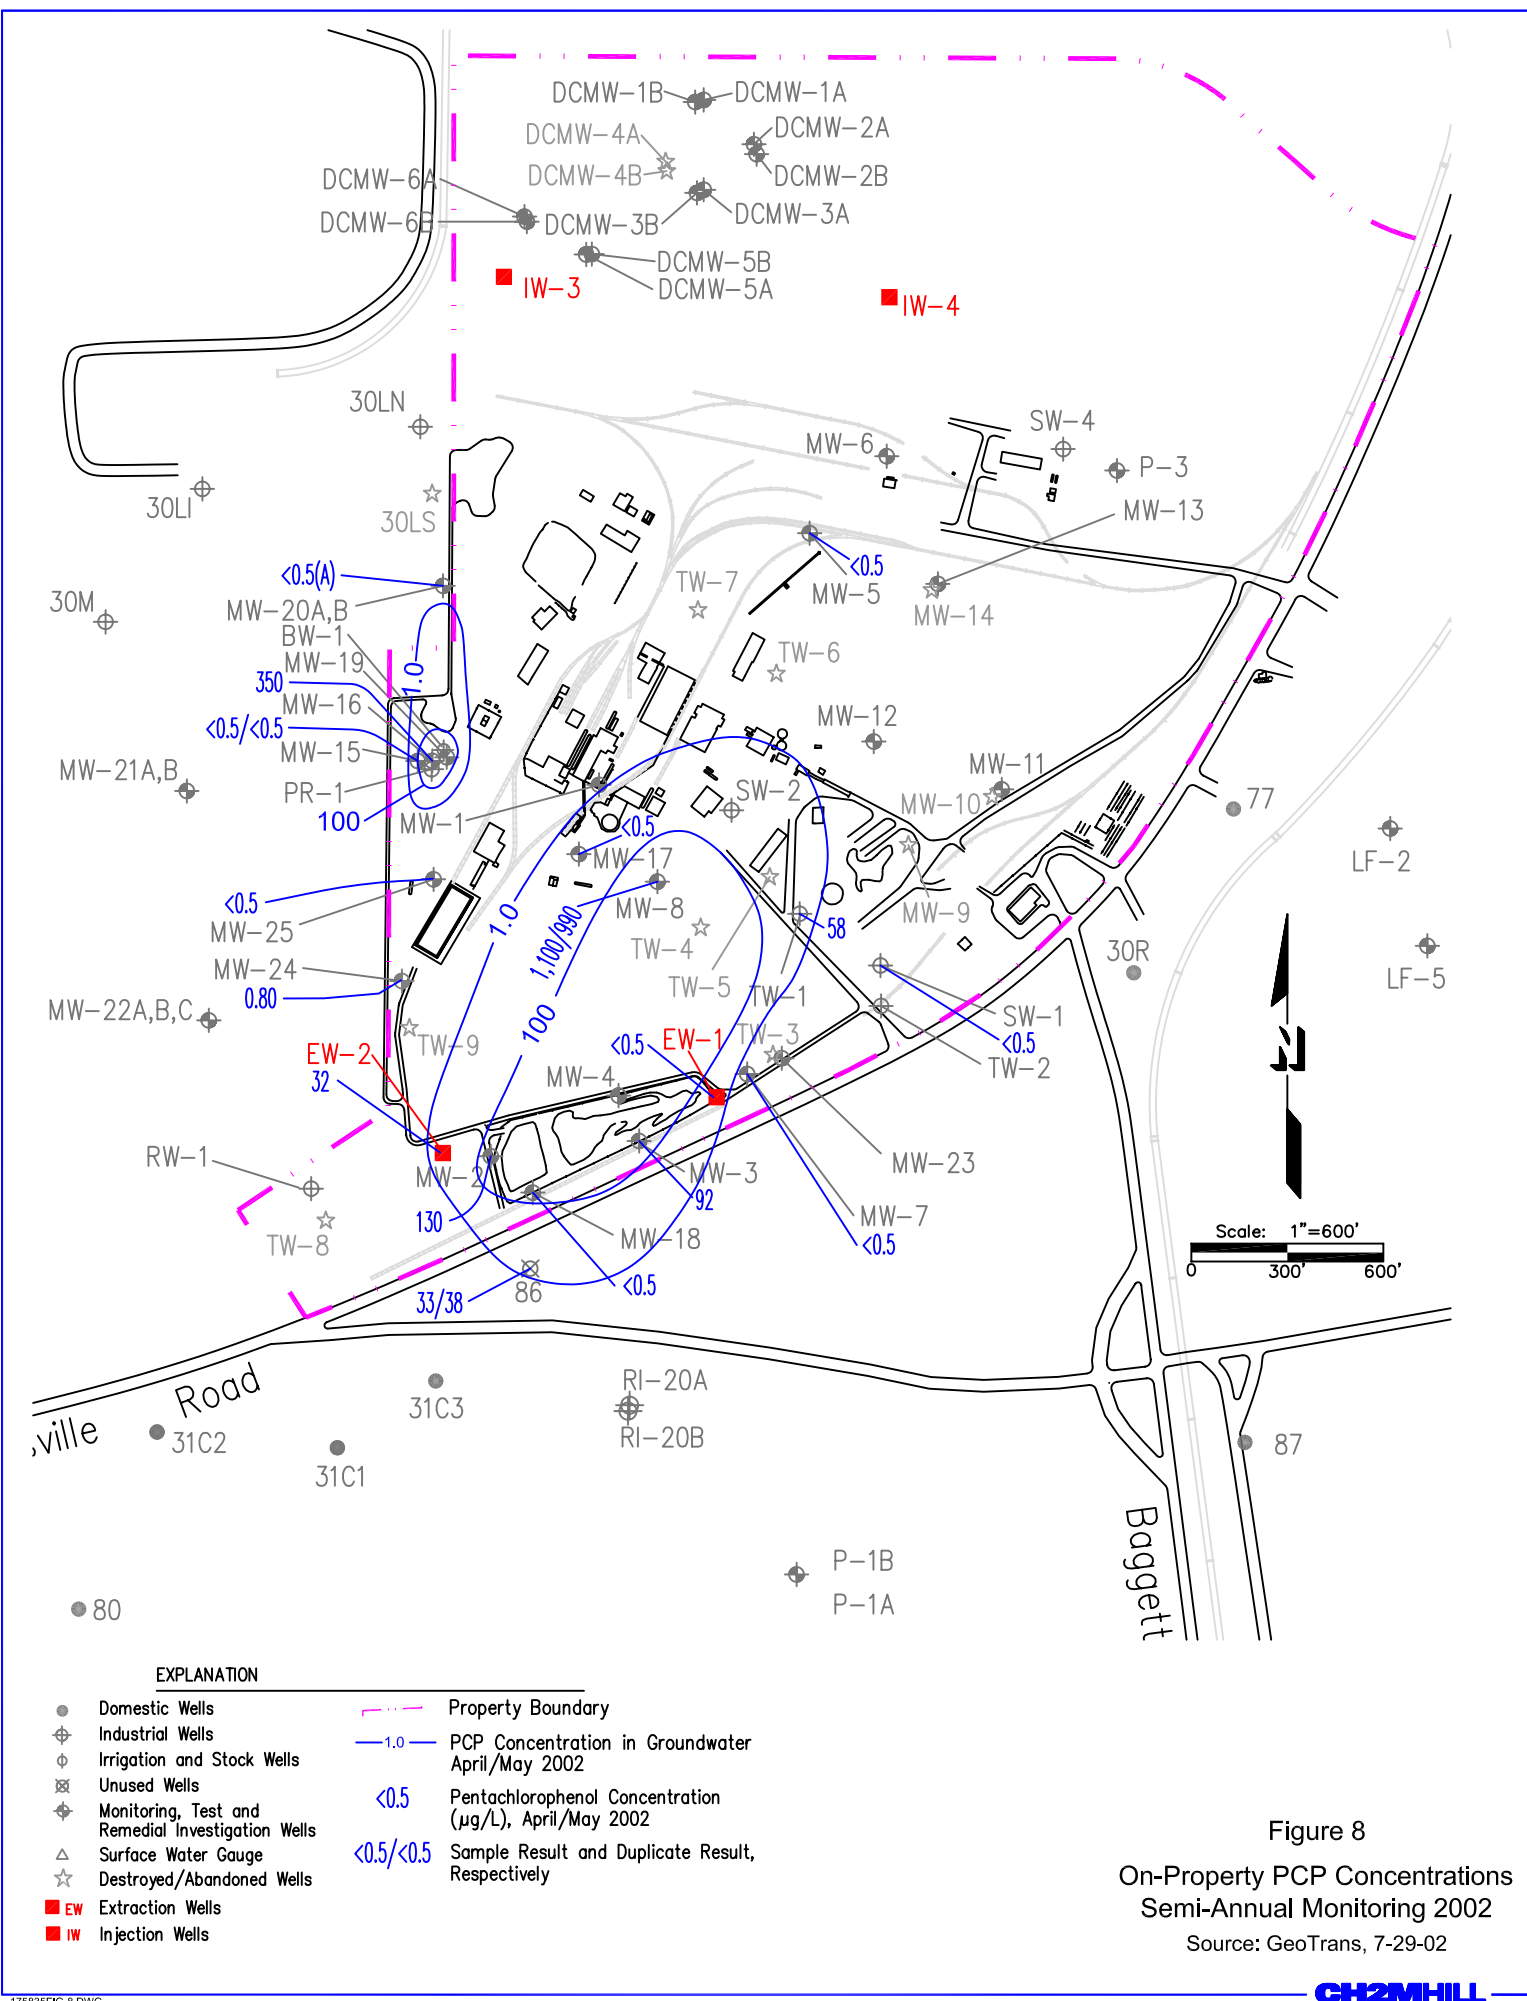 DCMW-1B
DCMW-1A
DCMW-4A
DCMW-2A
DCMW-4B
DCMW-2B
DCMW-6A
DCMW-6B
DCMW-3B
DCMW-3A
DCMW-5B
DCMW-5A
IW-3
IW-4
30LN
SW-4
MW-6
P-3
30LI
30LS
MW-13
<0.5
<0.5(A)
MW-20A,B
MW-5
TW-7
MW-14
30M
BW-1
MW-19
350
1.0
TW-6
MW-16
<0.5/<0.5
MW-12
MW-15
MW-21A,B
MW-11
PR-1
MW-10
100
MW-1
SW-2
77
<0.5
MW-17
LF-2
MW-8
<0.5
MW-25
1.0
1,100/990
MW-9
58
TW-4
30R
LF-5
MW-24
0.80
TW-5
TW-1
MW-22A,B,C
SW-1
100
TW-9
<0.5
EW-1
TW-3
<0.5
EW-2
32
TW-2
MW-4
N
RW-1
MW-2
MW-3
MW-23
92
130
MW-7
TW-8
MW-18
<0.5
Scale: 1"=600'
0 300' 600'
<0.5
86
33/38
Road
sville
31C3
RI-20A
31C2
RI-20B
87
31C1
Baggett
P-1B
P-1A
80
EXPLANATION
Domestic Wells
Industrial Wells
Irrigation and Stock Wells
Unused Wells
Monitoring, Test and
Remedial Investigation Wells
Surface Water Gauge
Destroyed/Abandoned Wells
EW Extraction Wells
IW Injection Wells
Property Boundary
1.0 PCP Concentration in Groundwater
April/May 2002
<0.5 Pentachlorophenol Concentration
(µg/L), April/May 2002
<0.5/<0.5 Sample Result and Duplicate Result,
Respectively
Figure 8
On-Property PCP Concentrations
Semi-Annual Monitoring 2002
Source: GeoTrans, 7-29-02
CH2MHILL